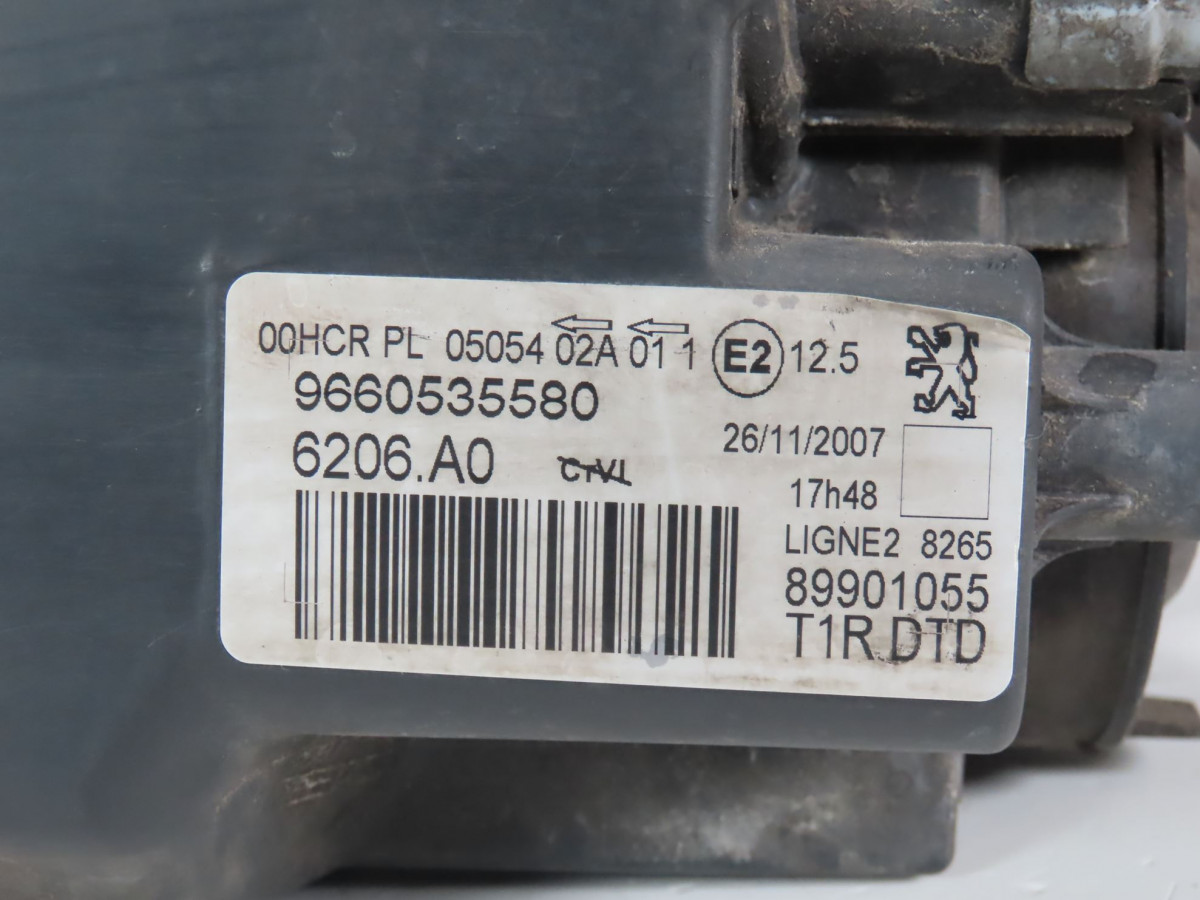 00HCR PL 05054 02A 01 1 E2 12.5
9660535580
6206.A0
26/11/2007
17h48
LIGNE2 8265
89901055
T1R DTD